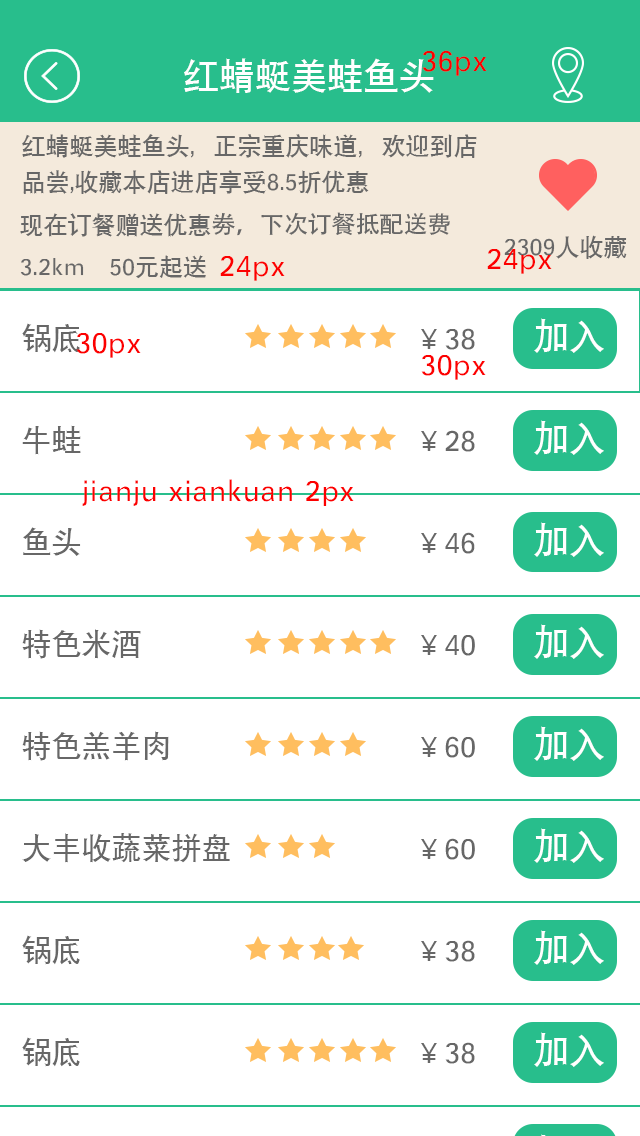 红蜻蜓美蛙鱼头 36px
红蜻蜓美蛙鱼头，正宗重庆味道，欢迎到店
品尝,收藏本店进店享受8.5折优惠
现在订餐赠送优惠券，下次订餐抵配送费
2309人收藏
24px
3.2km 50元起送 24px
锅底 30px ¥38 加入
30px
牛蛙 ¥28 加入
jianju xiankuan 2px
鱼头 ¥46 加入
特色米酒 ¥40 加入
特色羔羊肉 ¥60 加入
大丰收蔬菜拼盘 ¥60 加入
锅底 ¥38 加入
锅底 ¥38 加入